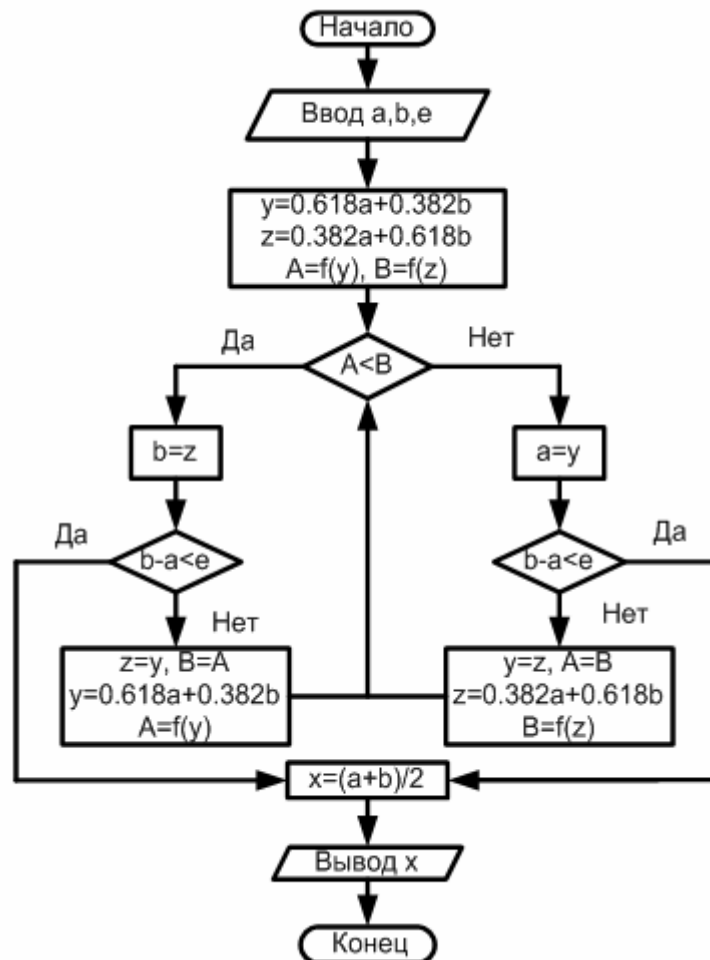 Начало
Ввод a,b,e
y=0.618a+0.382b
z=0.382a+0.618b
A=f(y), B=f(z)
Да
A<B
Нет
b=z
a=y
Да
b-a<e
Нет
b-a<e
Да
Нет
z=y, B=A
y=0.618a+0.382b
A=f(y)
y=z, A=B
z=0.382a+0.618b
B=f(z)
x=(a+b)/2
Вывод x
Конец